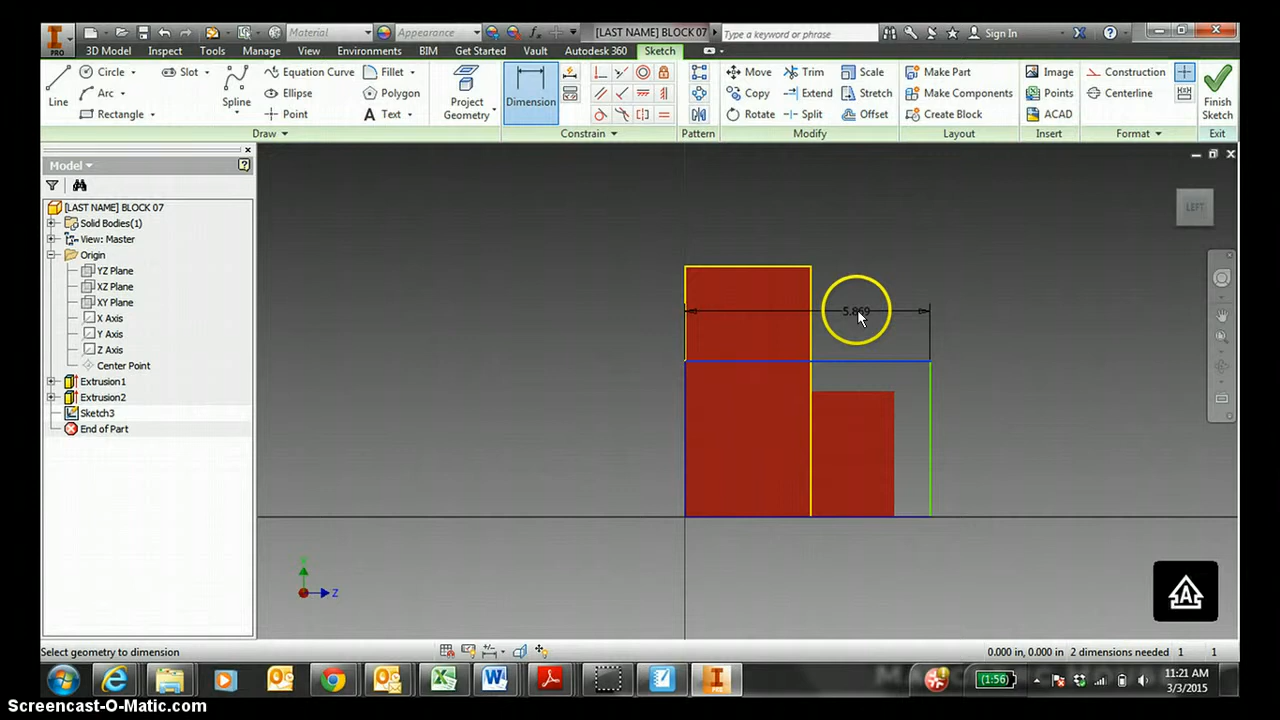 Material
Appearance
[LAST NAME] BLOCK 07
Type a keyword or phrase
Sign In
PRO
3D Model
Inspect
Tools
Manage
View
Environments
BIM
Get Started
Vault
Autodesk 360
Sketch
Line
Circle
Arc
Rectangle
Slot
Spline
Equation Curve
Ellipse
Point
Fillet
Polygon
Text
Project Geometry
Dimension
Move
Copy
Rotate
Trim
Extend
Split
Scale
Stretch
Offset
Make Part
Make Components
Create Block
Image
Points
ACAD
Construction
Centerline
Finish Sketch
Draw
Constrain
Pattern
Modify
Layout
Insert
Format
Exit
Model
[LAST NAME] BLOCK 07
Solid Bodies(1)
View: Master
Origin
YZ Plane
XZ Plane
XY Plane
X Axis
Y Axis
Z Axis
Center Point
Extrusion1
Extrusion2
Sketch3
End of Part
LEFT
Z
A
Select geometry to dimension
0.000 in, 0.000 in
2 dimensions needed
1
1
(1:56)
11:21 AM
3/3/2015
Screencast-O-Matic.com